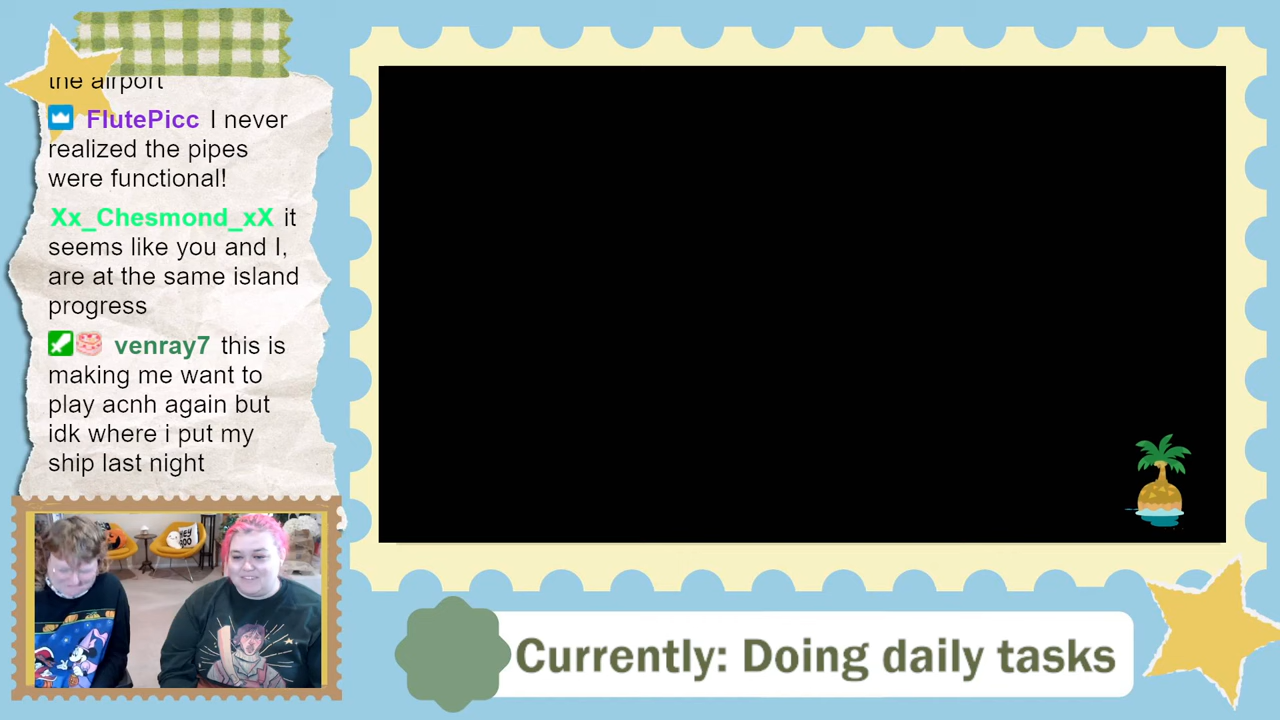 the airport
FlutePicc I never
realized the pipes
were functional!
Xx_Chesmond_xX it
seems like you and I,
are at the same island
progress
venray7 this is
making me want to
play acnh again but
idk where i put my
ship last night
HEY
BOO
Currently: Doing daily tasks